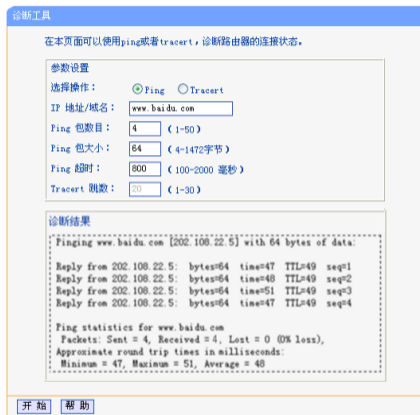 诊断工具
在本页面可以使用ping或者tracert，诊断路由器的连接状态。
参数设置
选择操作： Ping Tracert
IP 地址/域名： www.baidu.com
Ping 包数目： 4 （1-50）
Ping 包大小： 64 （4-1472字节）
Ping 超时： 800 （100-2000 毫秒）
Tracert 跳数： 20 （1-30）
诊断结果
Pinging www.baidu.com [202.108.22.5] with 64 bytes of data:
Reply from 202.108.22.5: bytes=64 time=47 TTL=49 seq=1
Reply from 202.108.22.5: bytes=64 time=48 TTL=49 seq=2
Reply from 202.108.22.5: bytes=64 time=51 TTL=49 seq=3
Reply from 202.108.22.5: bytes=64 time=47 TTL=49 seq=4
Ping statistics for www.baidu.com
Packets: Sent = 4, Received = 4, Lost = 0 (0% loss),
Approximate round trip times in milliseconds:
Minimum = 47, Maximum = 51, Average = 48
开 始 帮 助